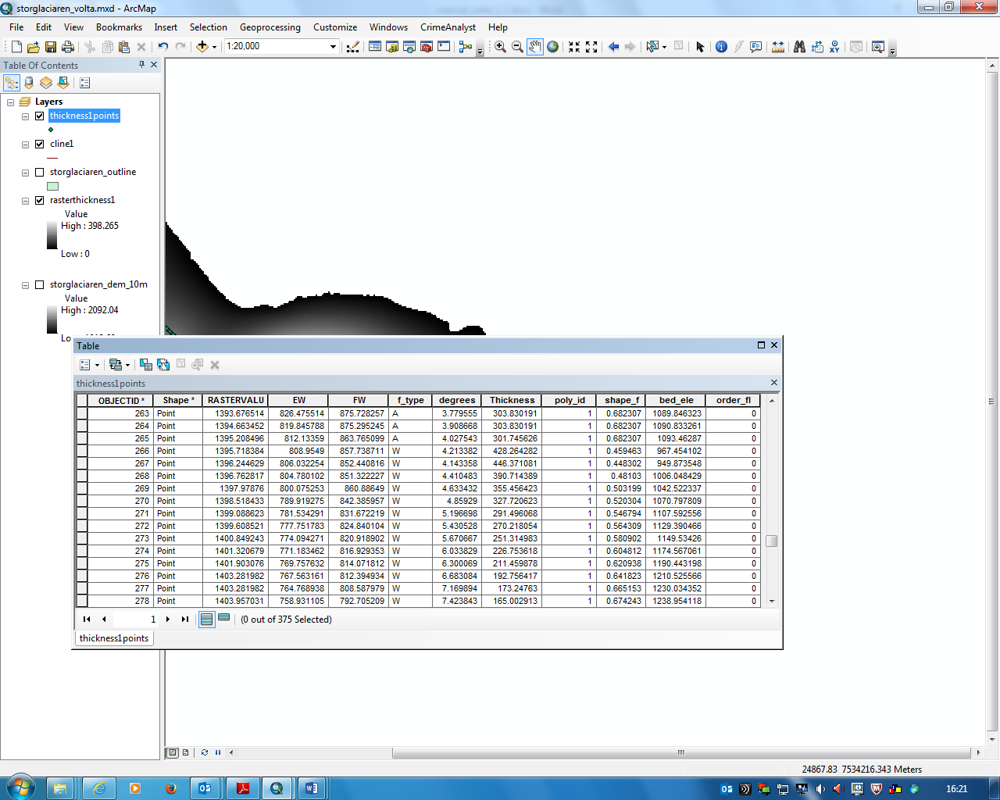 storglaciaren_volta.mxd - ArcMap
File Edit View Bookmarks Insert Selection Geoprocessing Customize Windows CrimeAnalyst Help
1:20,000
Table Of Contents
Layers
thickness1points
cline1
storglaciaren_outline
rasterthickness1
Value
High : 398.265
Low : 0
storglaciaren_dem_10m
Value
High : 2092.04
Lo
Table
thickness1points
OBJECTID * Shape * RASTERVALU EW FW f_type degrees Thickness poly_id shape_f bed_ele order_fl
263 Point 1393.676514 826.475514 875.728257 A 3.779555 303.830191 1 0.682307 1089.846323 0
264 Point 1394.663452 819.845788 875.295245 A 3.908668 303.830191 1 0.682307 1090.833261 0
265 Point 1395.208496 812.13359 863.765099 A 4.027543 301.745626 1 0.682307 1093.46287 0
266 Point 1395.718384 808.9549 857.738711 W 4.213382 428.264282 1 0.459463 967.454102 0
267 Point 1396.244629 806.032254 852.440816 W 4.143358 446.371081 1 0.448302 949.873548 0
268 Point 1396.762817 804.780102 851.322227 W 4.410483 390.714389 1 0.48103 1006.048429 0
269 Point 1397.97876 800.075253 860.88649 W 4.633432 355.456423 1 0.503199 1042.522337 0
270 Point 1398.518433 789.919275 842.385957 W 4.85929 327.720623 1 0.520304 1070.797809 0
271 Point 1399.088623 781.534291 831.672219 W 5.196698 291.496068 1 0.546794 1107.592556 0
272 Point 1399.608521 777.751783 824.840104 W 5.430528 270.218054 1 0.564309 1129.390466 0
273 Point 1400.849243 774.094271 820.918902 W 5.670667 251.314983 1 0.580902 1149.53426 0
274 Point 1401.320679 771.183462 816.929353 W 6.033829 226.753618 1 0.604812 1174.567061 0
275 Point 1401.903076 769.757632 814.071812 W 6.300069 211.459878 1 0.620938 1190.443198 0
276 Point 1403.281982 767.563161 812.394934 W 6.683084 192.756417 1 0.641823 1210.525566 0
277 Point 1403.281982 764.768938 808.587979 W 7.169894 173.24763 1 0.665153 1230.034352 0
278 Point 1403.957031 758.931105 792.705209 W 7.423843 165.002913 1 0.674243 1238.954118 0
1 (0 out of 375 Selected)
thickness1points
24867.83 7534216.343 Meters
16:21